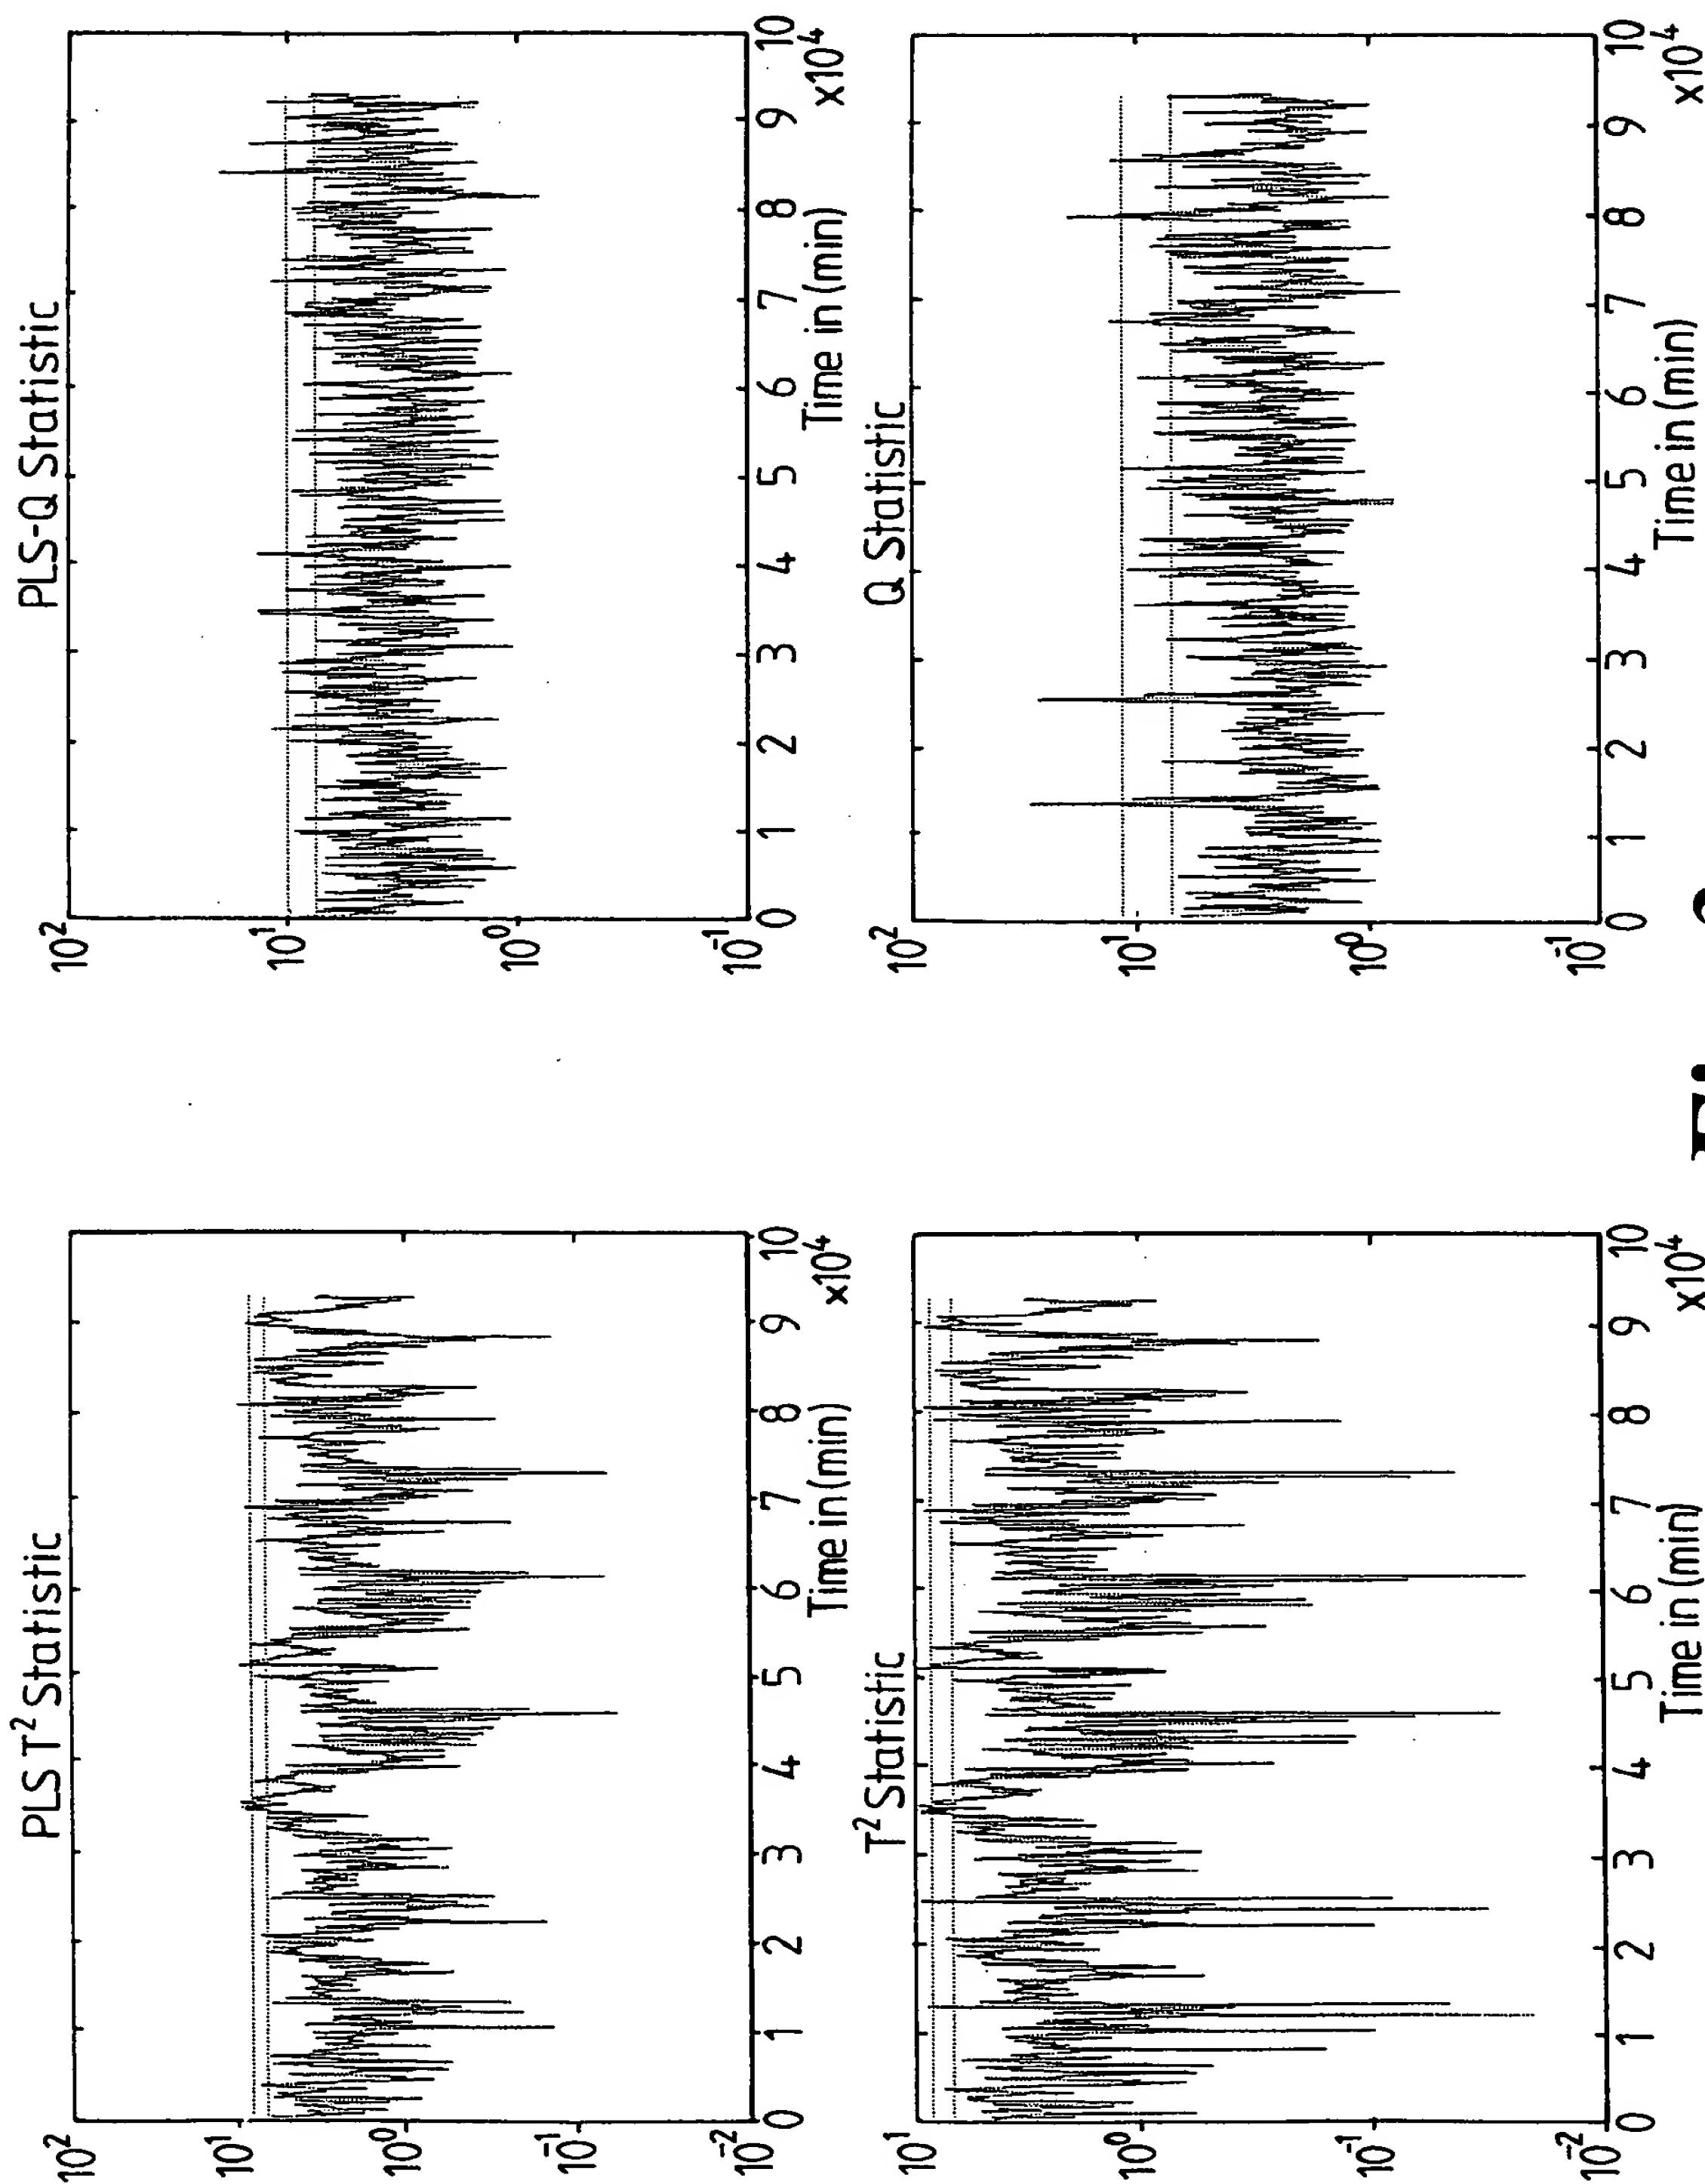 PLS T² Statistic
10²
10¹
10⁰
10⁻¹
10⁻²
0 1 2 3 4 5 6 7 8 9 10
Time in (min)
x10⁴
PLS-Q Statistic
10²
10¹
10⁰
10⁻¹
0 1 2 3 4 5 6 7 8 9 10
Time in (min)
x10⁴
T² Statistic
10¹
10⁰
10⁻¹
10⁻²
0 1 2 3 4 5 6 7 8 9 10
Time in (min)
x10⁴
Q Statistic
10²
10¹
10⁰
10⁻¹
0 1 2 3 4 5 6 7 8 9 10
Time in (min)
x10⁴